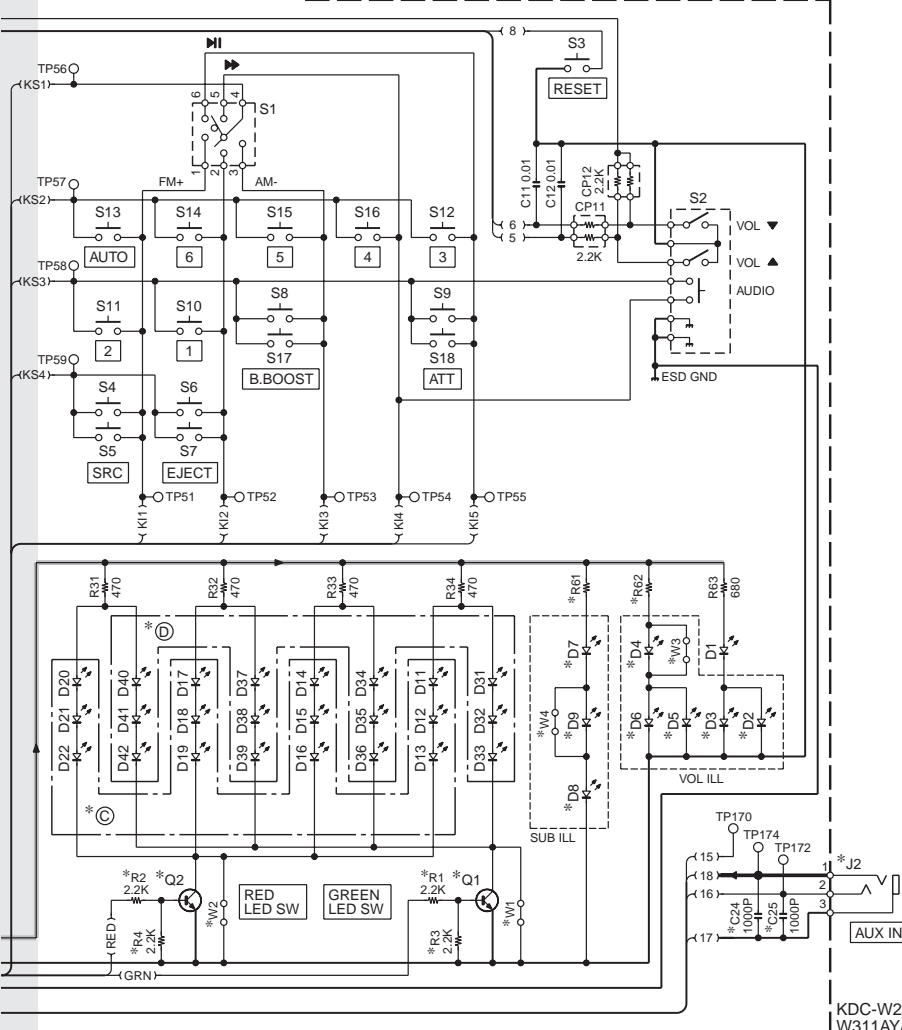 8
S3
RESET
TP56
KS1
6 5 4
S1
1 2 3
FM+ AM-
C11 0.01
C12 0.01
CP12
2.2K
TP57
KS2
S13 S14 S15 S16 S12
AUTO 6 5 4 3
6
5
CP11
2.2K
S2
VOL ▼
VOL ▲
AUDIO
TP58
KS3
S11 S10 S8 S9
2 1 S17 S18
B.BOOST ATT
ESD GND
TP59
KS4
S4 S6
S5 S7
SRC EJECT
TP51 TP52 TP53 TP54 TP55
KI1 KI2 KI3 KI4 KI5
R31 470
R32 470
R33 470
R34 470
*R61
*R62
R63 680
*Ⓓ
D20 D40 D17 D37 D14 D34 D11 D31
D21 D41 D18 D38 D15 D35 D12 D32
D22 D42 D19 D39 D16 D36 D13 D33
*D7 *D4 *W3 D1
*W4 *D9 *D6 *D5 *D3 *D2
*D8
VOL ILL
SUB ILL
*Ⓒ
*R2
2.2K
*Q2
*R4
2.2K
*W2
RED
LED SW
GREEN
LED SW
*R1
2.2K
*Q1
*R3
2.2K
*W1
RED
GRN
TP170
TP174
TP172
15
18
16
17
*C24
1000P
*C25
1000P
1
2
3
*J2
AUX IN
KDC-W2